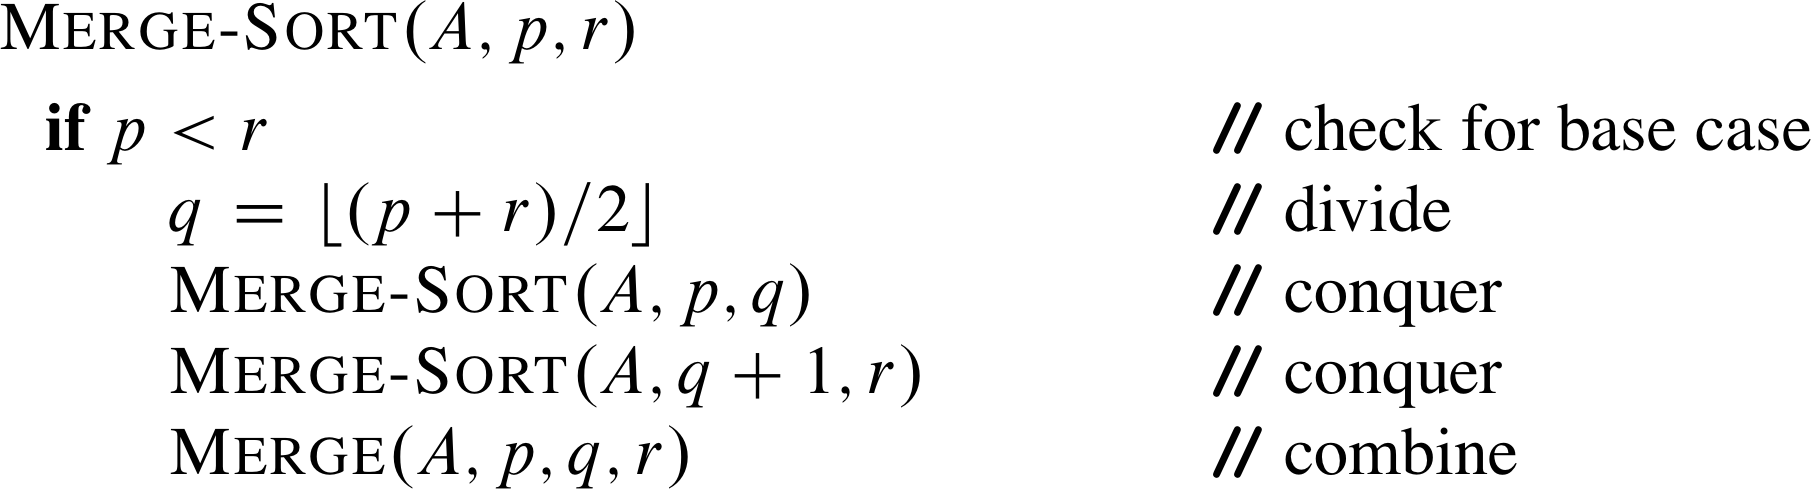 MERGE-SORT(A, p, r)
if p < r // check for base case
q = ⌊(p + r)/2⌋ // divide
MERGE-SORT(A, p, q) // conquer
MERGE-SORT(A, q + 1, r) // conquer
MERGE(A, p, q, r) // combine